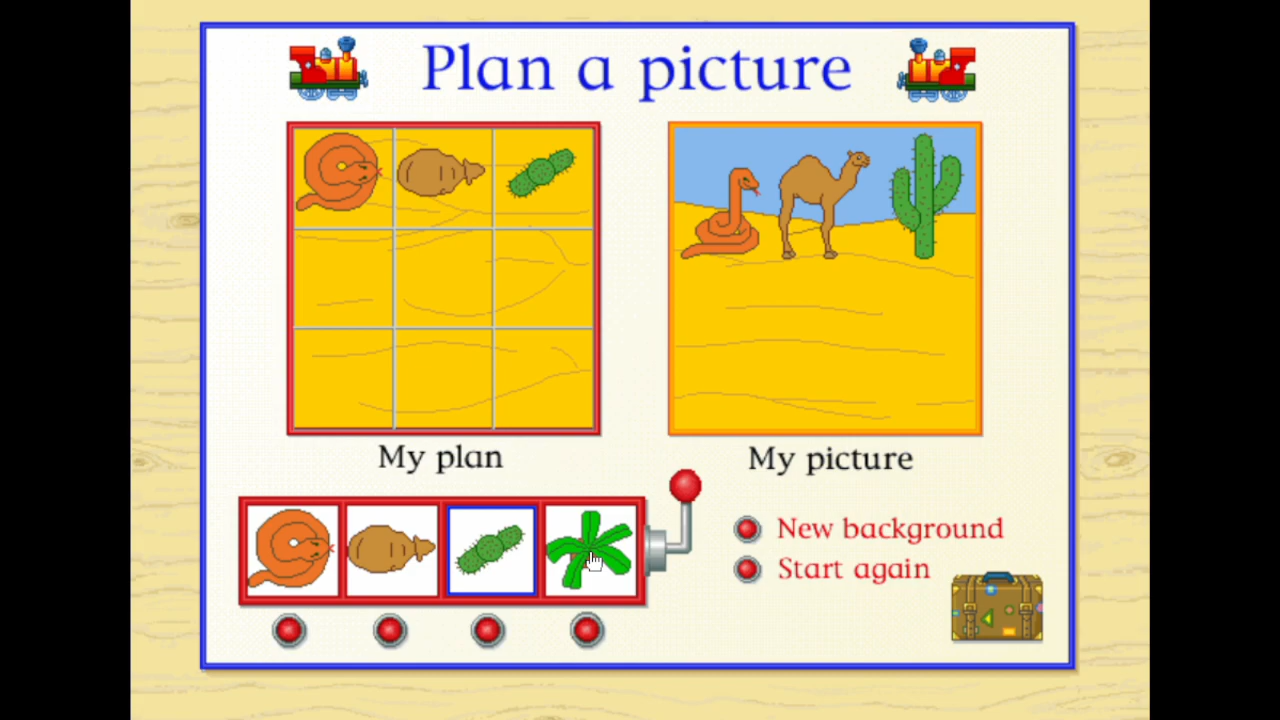 Plan a picture
My plan
My picture
New background
Start again